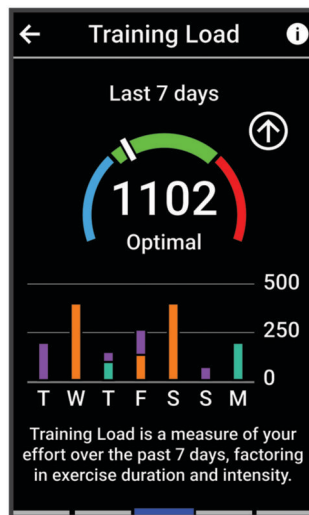 Training Load
i
Last 7 days
1102
Optimal
500
250
0
T W T F S S M
Training Load is a measure of your
effort over the past 7 days, factoring
in exercise duration and intensity.